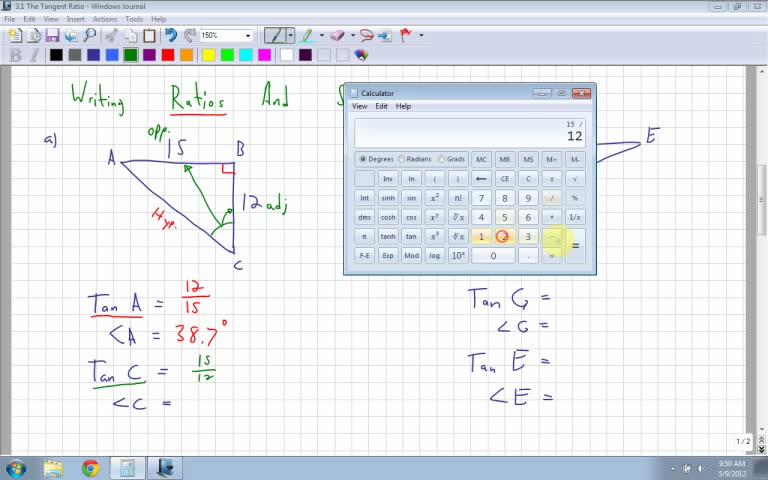 3.1 The Tangent Ratio - Windows Journal
File Edit View Insert Actions Tools Help
150%
B I
Writing Ratios And S
a)
opp.
15
A B E
12 adj
Hyp.
C
Calculator
View Edit Help
15 /
12
Degrees Radians Grads MC MR MS M+ M-
Inv ln ( ) ← CE C ± √
Int sinh sin x² n! 7 8 9 / %
dms cosh cos xʸ ʸ√x 4 5 6 * 1/x
π tanh tan x³ ³√x 1 2 3 - =
F-E Exp Mod log 10ˣ 0 . +
Tan A = 12/15
<A = 38.7°
Tan C = 15/12
<C =
Tan G =
<G =
Tan E =
<E =
1/2
9:50 AM
5/9/2012